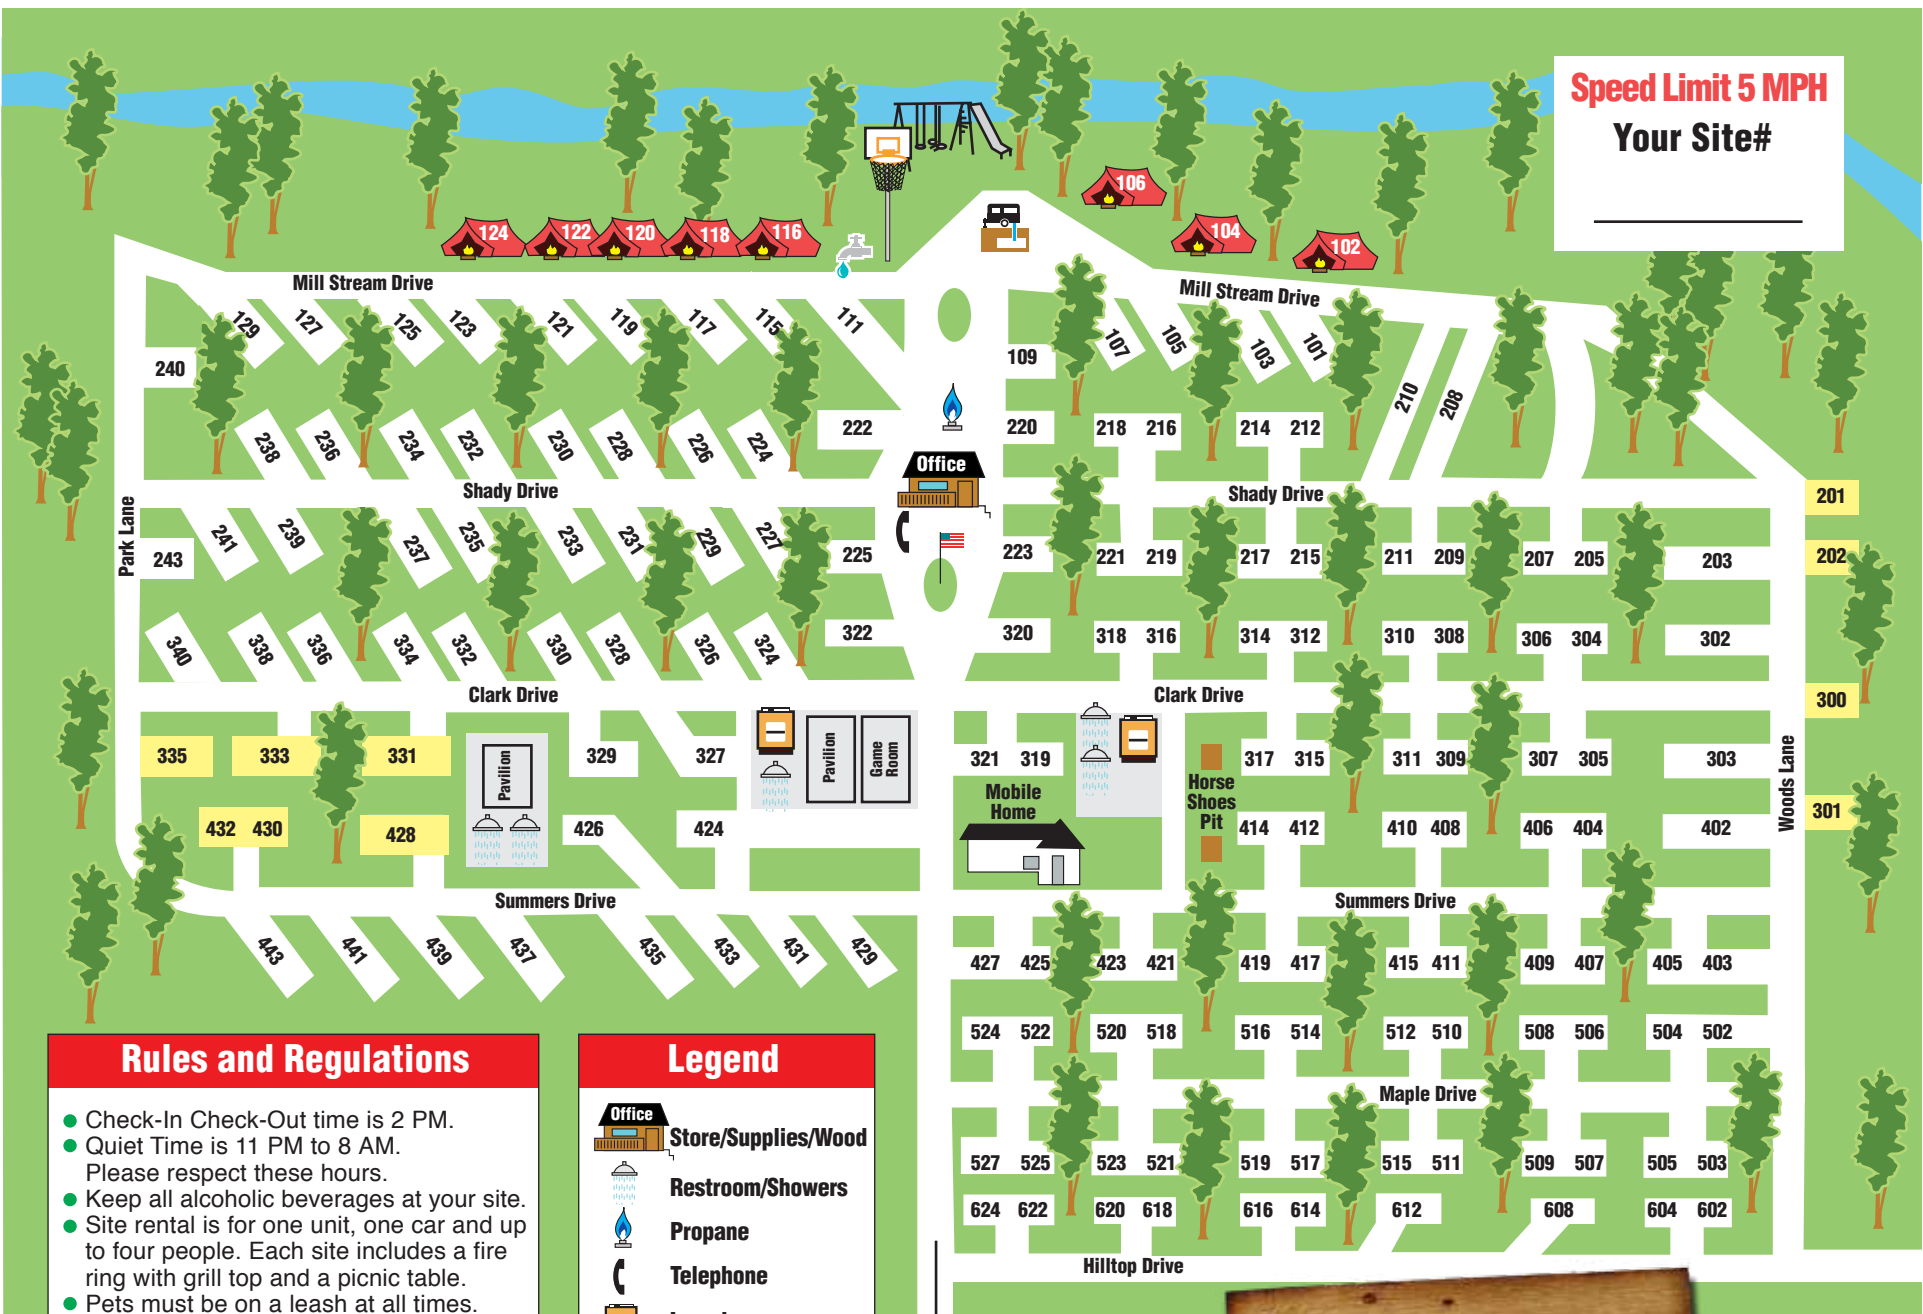 Speed Limit 5 MPH
Your Site#
106
124 122 120 118 116
104
102
Mill Stream Drive
Mill Stream Drive
129 127 125 123 121 119 117 115 111
107 105 103 101
240
109
210 208
238 236 234 232 230 228 226 224
222
220
218 216
214 212
Office
Shady Drive
Shady Drive
201
Park Lane
243
241 239 237 235 233 231 229 227
225
223
221 219
217 215
211 209
207 205
203
202
340 338 336 334 332 330 328 326 324
322
320
318 316
314 312
310 308
306 304
302
Clark Drive
Clark Drive
300
335
333
331
Pavilion
329
327
Pavilion
Game
Room
321 319
317 315
311 309
307 305
303
Woods Lane
Mobile
Home
Horse
Shoes
Pit
301
432 430
428
426
424
414 412
410 408
406 404
402
Summers Drive
Summers Drive
443 441 439 437 435 433 431 429
427 425
423 421
419 417
415 411
409 407
405 403
524 522
520 518
516 514
512 510
508 506
504 502
Maple Drive
527 525
523 521
519 517
515 511
509 507
505 503
624 622
620 618
616 614
612
608
604 602
Hilltop Drive
Rules and Regulations
● Check-In Check-Out time is 2 PM.
● Quiet Time is 11 PM to 8 AM.
Please respect these hours.
● Keep all alcoholic beverages at your site.
● Site rental is for one unit, one car and up
to four people. Each site includes a fire
ring with grill top and a picnic table.
● Pets must be on a leash at all times.
Legend
Office
Store/Supplies/Wood
Restroom/Showers
Propane
Telephone